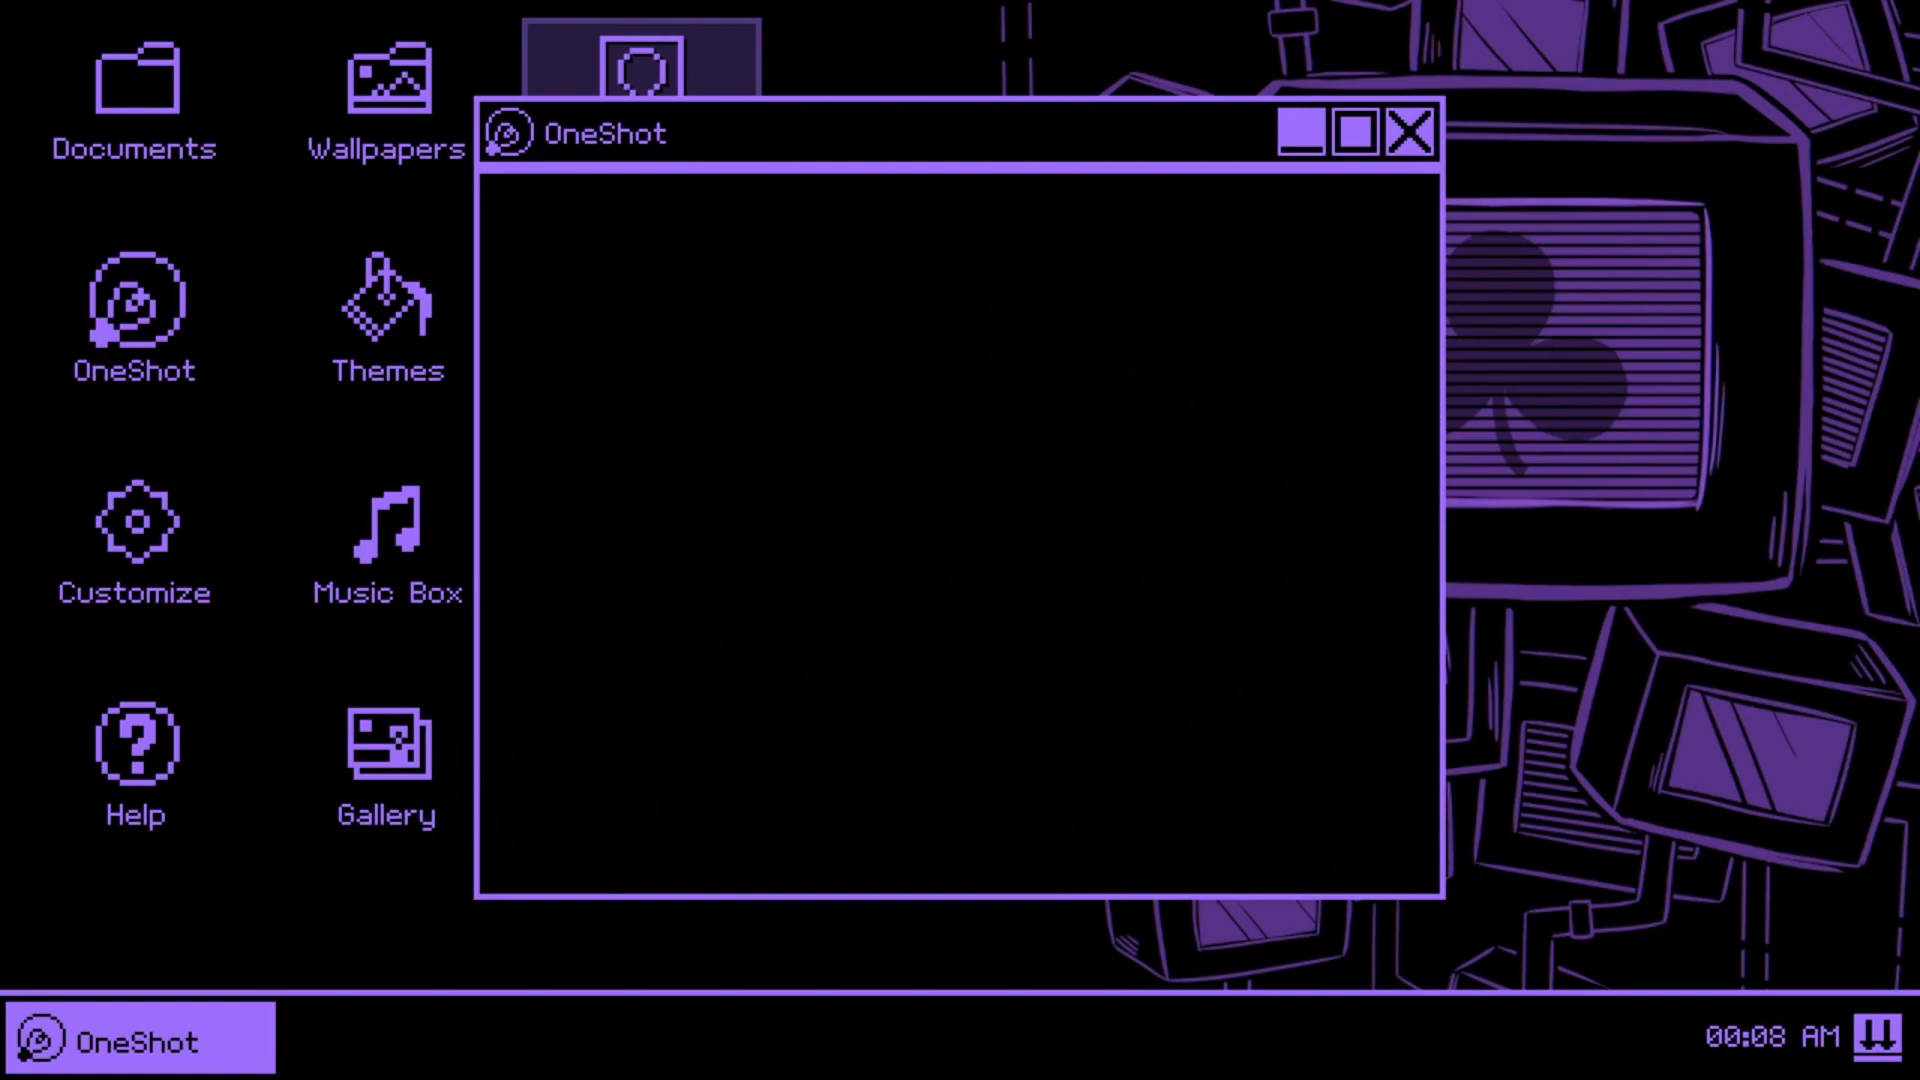 Documents
Wallpapers
OneShot
OneShot
Themes
Customize
Music Box
Help
Gallery
OneShot
00:08 AM